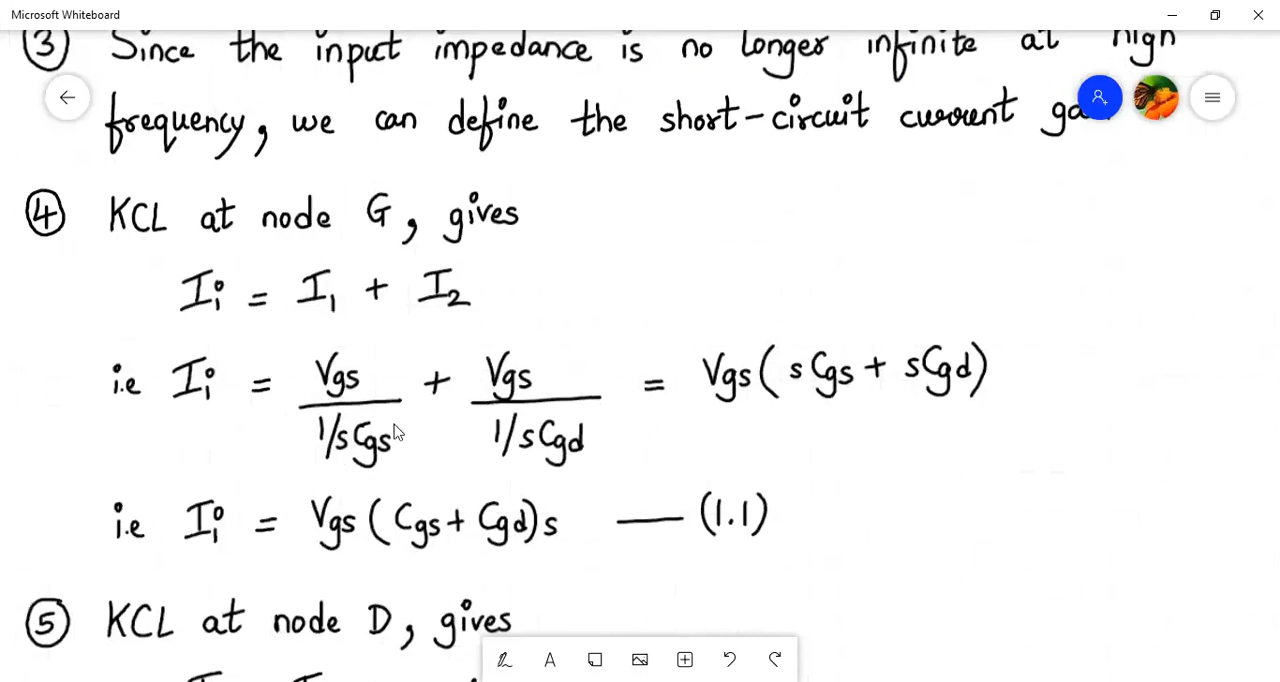 Microsoft Whiteboard
③ Since the input impedance is no longer infinite at high
frequency, we can define the short-circuit current
④ KCL at node G, gives
Ii = I1 + I2
i.e Ii = Vgs / (1/sCgs) + Vgs / (1/sCgd) = Vgs(sCgs + sCgd)
i.e Ii = Vgs(Cgs + Cgd)s — (1.1)
⑤ KCL at node D, gives